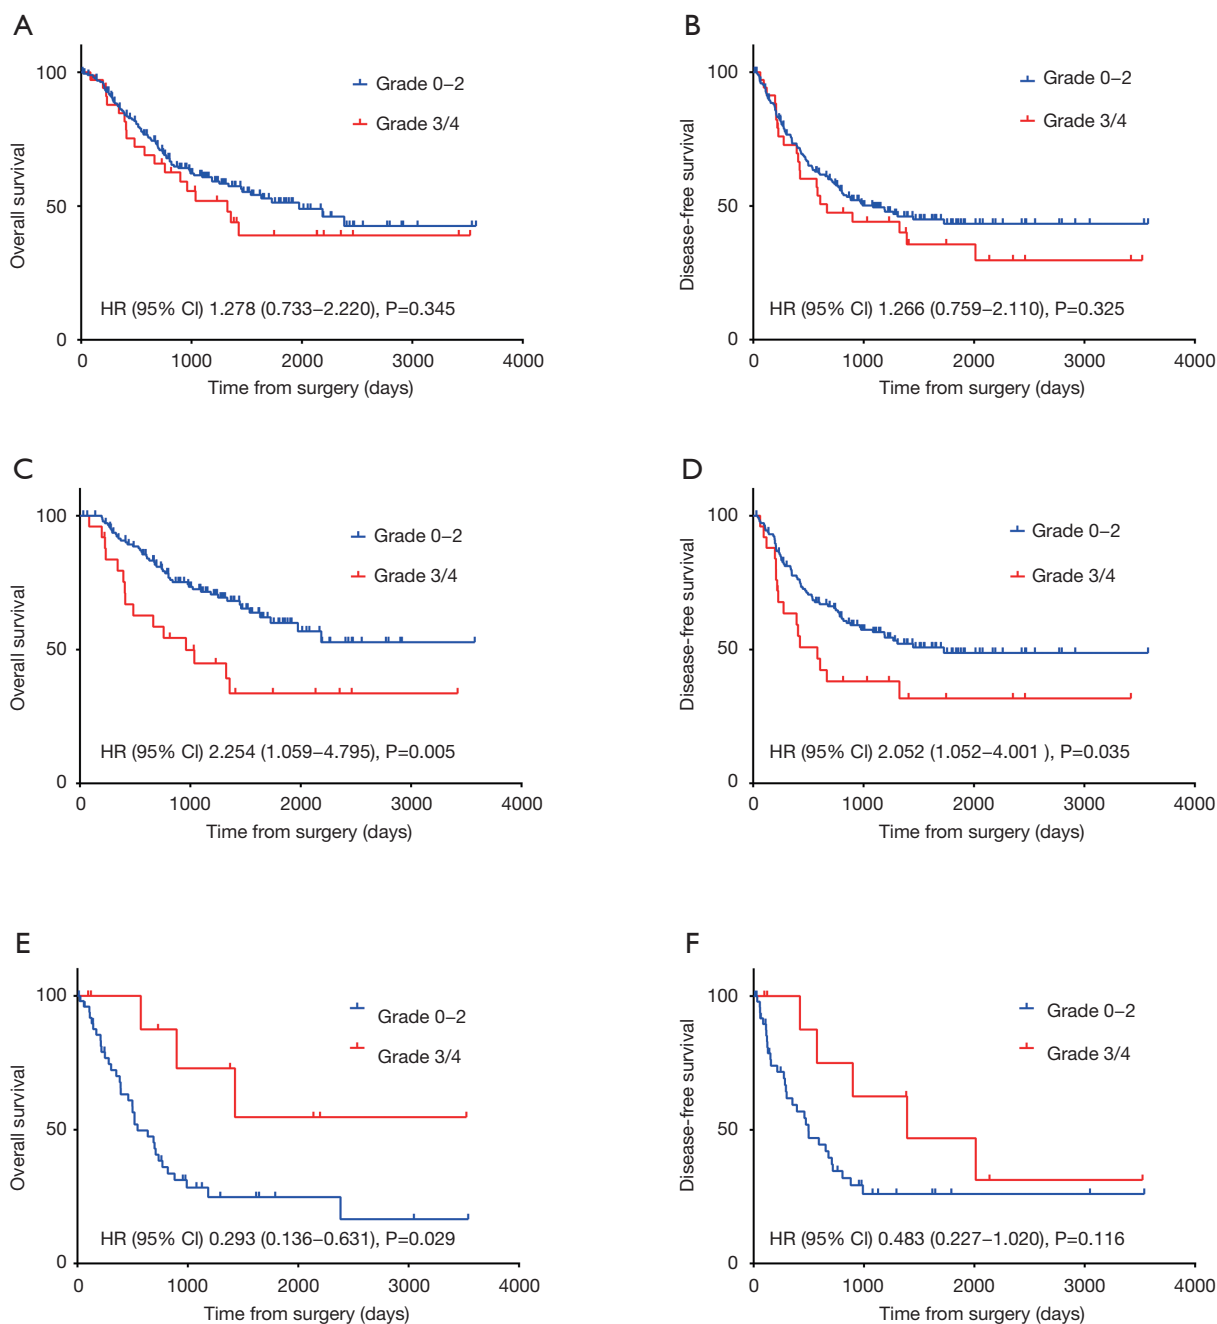 A
Overall survival
100
50
0
Grade 0–2
Grade 3/4
HR (95% CI) 1.278 (0.733–2.220), P=0.345
0 1000 2000 3000 4000
Time from surgery (days)
B
Disease-free survival
100
50
0
Grade 0–2
Grade 3/4
HR (95% CI) 1.266 (0.759–2.110), P=0.325
0 1000 2000 3000 4000
Time from surgery (days)
C
Overall survival
100
50
0
Grade 0–2
Grade 3/4
HR (95% CI) 2.254 (1.059–4.795), P=0.005
0 1000 2000 3000 4000
Time from surgery (days)
D
Disease-free survival
100
50
0
Grade 0–2
Grade 3/4
HR (95% CI) 2.052 (1.052–4.001 ), P=0.035
0 1000 2000 3000 4000
Time from surgery (days)
E
Overall survival
100
50
0
Grade 0–2
Grade 3/4
HR (95% CI) 0.293 (0.136–0.631), P=0.029
0 1000 2000 3000 4000
Time from surgery (days)
F
Disease-free survival
100
50
0
Grade 0–2
Grade 3/4
HR (95% CI) 0.483 (0.227–1.020), P=0.116
0 1000 2000 3000 4000
Time from surgery (days)